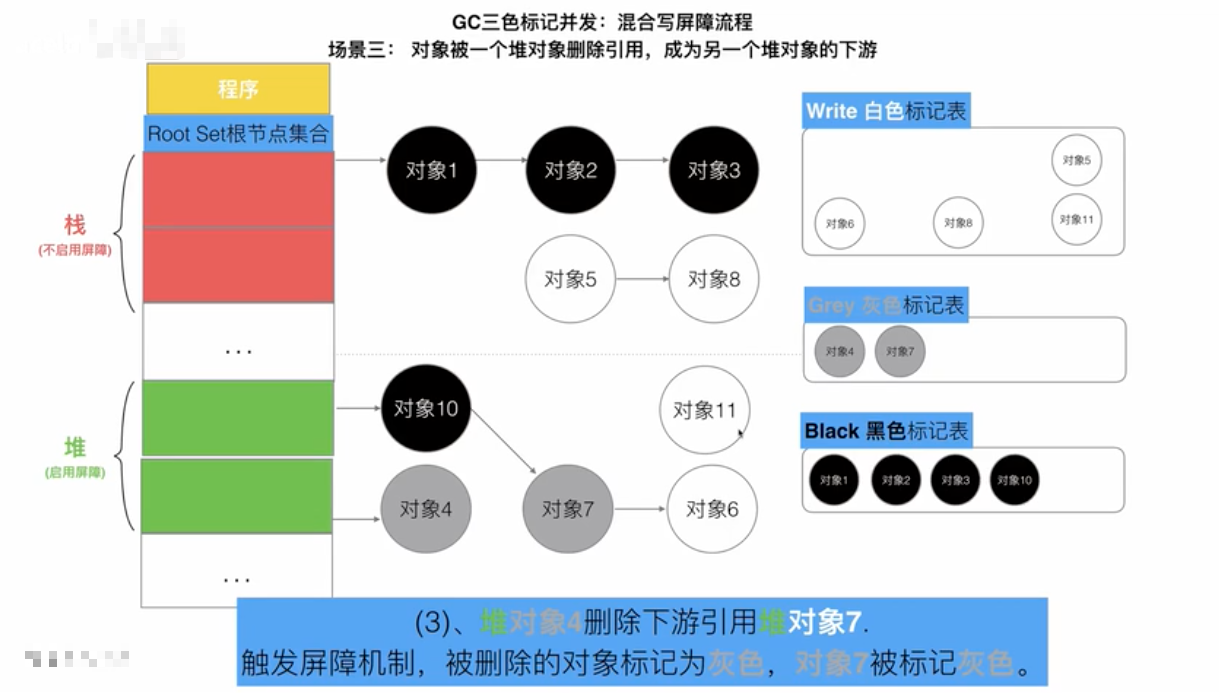 GC三色标记并发：混合写屏障流程
场景三： 对象被一个堆对象删除引用，成为另一个堆对象的下游
程序
Root Set根节点集合
栈
(不启用屏障)
...
堆
(启用屏障)
...
对象1
对象2
对象3
对象5
对象8
对象10
对象11
对象4
对象7
对象6
Write 白色标记表
对象5
对象6
对象8
对象11
Grey 灰色标记表
对象4
对象7
Black 黑色标记表
对象1
对象2
对象3
对象10
(3)、堆对象4删除下游引用堆对象7.
触发屏障机制，被删除的对象标记为灰色，对象7被标记灰色。